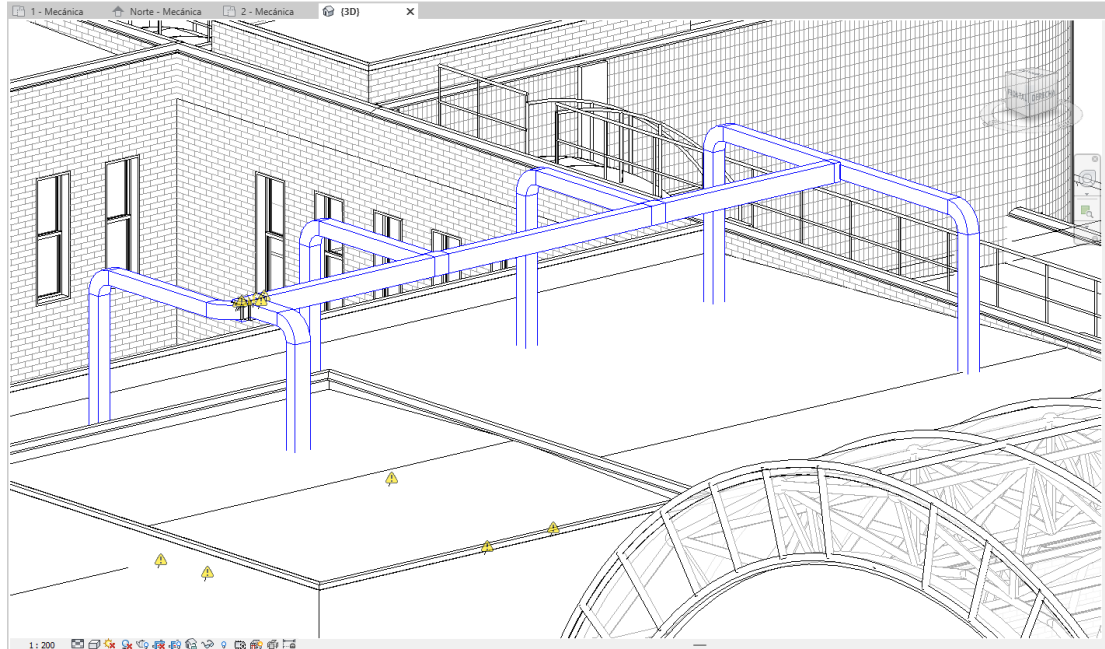 1 - Mecánica
Norte - Mecánica
2 - Mecánica
{3D}
1 : 200